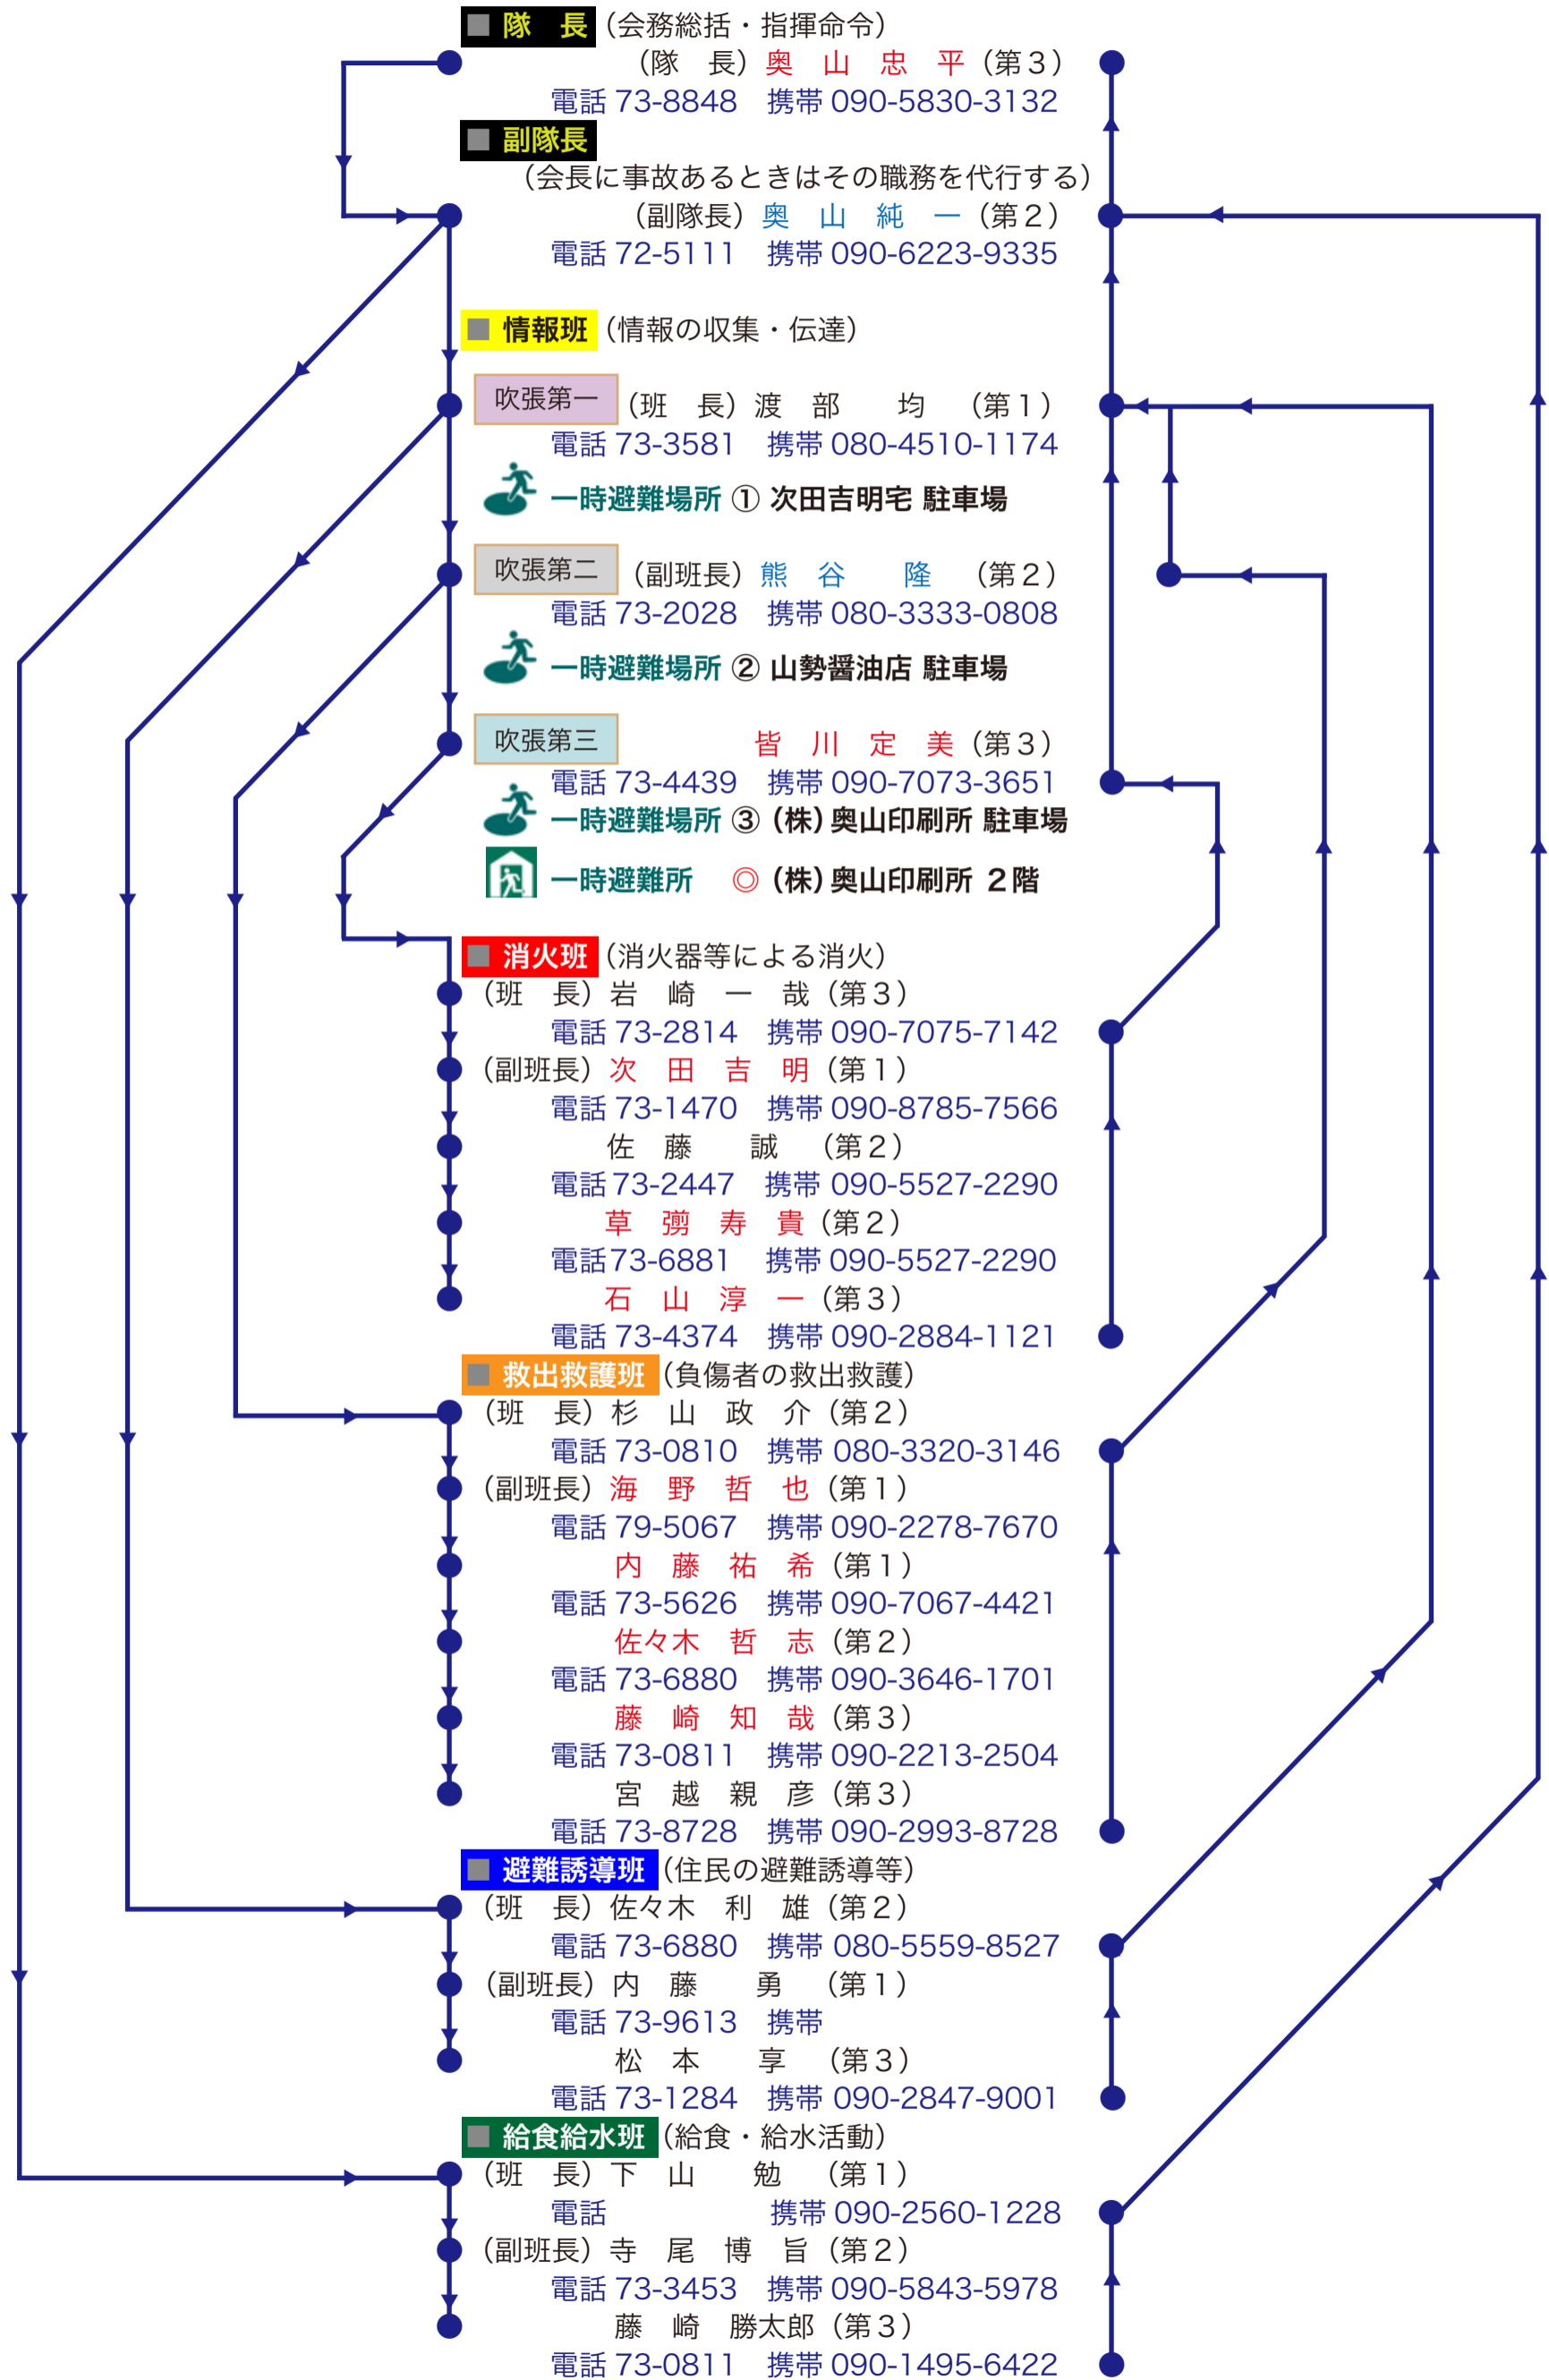 ■ 隊　長（会務総括・指揮命令）
（隊　長）奥　山　忠　平（第３）
電話 73-8848　携帯 090-5830-3132
■ 副隊長
（会長に事故あるときはその職務を代行する）
（副隊長）奥　山　純　一（第２）
電話 72-5111　携帯 090-6223-9335
■ 情報班（情報の収集・伝達）
吹張第一（班　長）渡　部　　均　（第１）
電話 73-3581　携帯 080-4510-1174
一時避難場所 ① 次田吉明宅 駐車場
吹張第二（副班長）熊　谷　　隆　（第２）
電話 73-2028　携帯 080-3333-0808
一時避難場所 ② 山勢醤油店 駐車場
吹張第三　皆　川　定　美（第３）
電話 73-4439　携帯 090-7073-3651
一時避難場所 ③（株）奥山印刷所 駐車場
一時避難所　◎（株）奥山印刷所 ２階
■ 消火班（消火器等による消火）
（班　長）岩　崎　一　哉（第３）
電話 73-2814　携帯 090-7075-7142
（副班長）次　田　吉　明（第１）
電話 73-1470　携帯 090-8785-7566
佐　藤　　誠　（第２）
電話 73-2447　携帯 090-5527-2290
草　彅　寿　貴（第２）
電話 73-6881　携帯 090-5527-2290
石　山　淳　一（第３）
電話 73-4374　携帯 090-2884-1121
■ 救出救護班（負傷者の救出救護）
（班　長）杉　山　政　介（第２）
電話 73-0810　携帯 080-3320-3146
（副班長）海　野　哲　也（第１）
電話 79-5067　携帯 090-2278-7670
内　藤　祐　希（第１）
電話 73-5626　携帯 090-7067-4421
佐々木　哲　志（第２）
電話 73-6880　携帯 090-3646-1701
藤　崎　知　哉（第３）
電話 73-0811　携帯 090-2213-2504
宮　越　親　彦（第３）
電話 73-8728　携帯 090-2993-8728
■ 避難誘導班（住民の避難誘導等）
（班　長）佐々木　利　雄（第２）
電話 73-6880　携帯 080-5559-8527
（副班長）内　藤　　勇　（第１）
電話 73-9613　携帯
松　本　　享　（第３）
電話 73-1284　携帯 090-2847-9001
■ 給食給水班（給食・給水活動）
（班　長）下　山　　勉　（第１）
電話　　　　　携帯 090-2560-1228
（副班長）寺　尾　博　旨（第２）
電話 73-3453　携帯 090-5843-5978
藤　崎　勝太郎（第３）
電話 73-0811　携帯 090-1495-6422